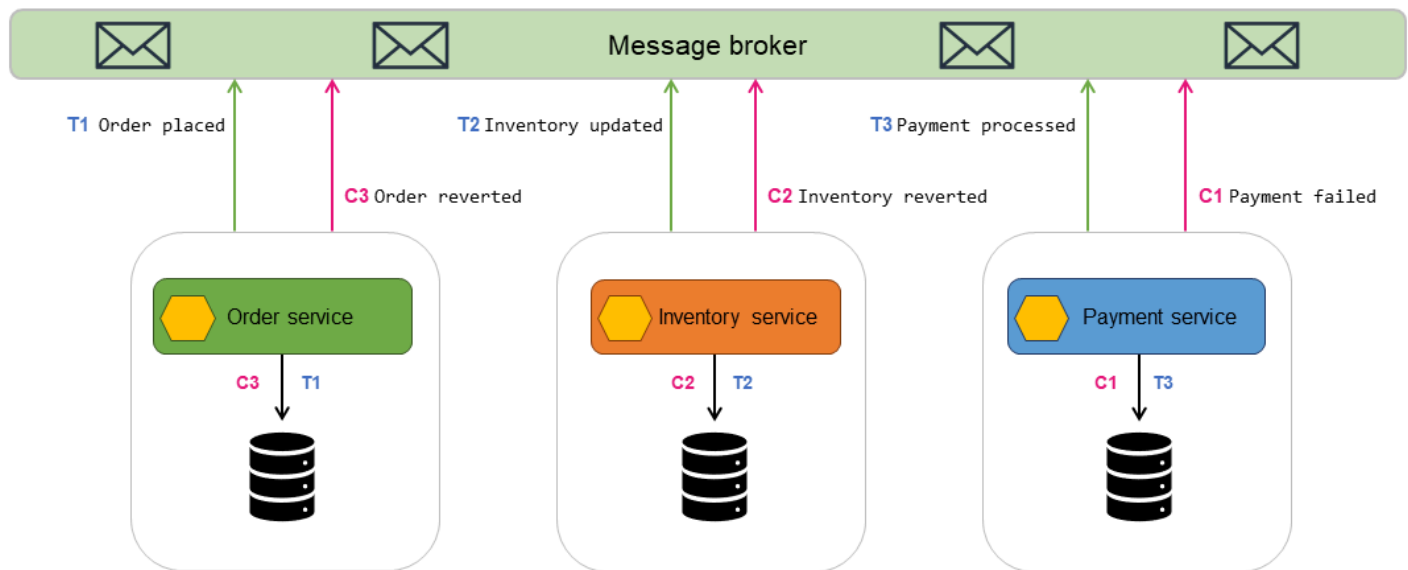 Message broker
T1 Order placed
T2 Inventory updated
T3 Payment processed
C3 Order reverted
C2 Inventory reverted
C1 Payment failed
Order service
Inventory service
Payment service
C3 T1
C2 T2
C1 T3